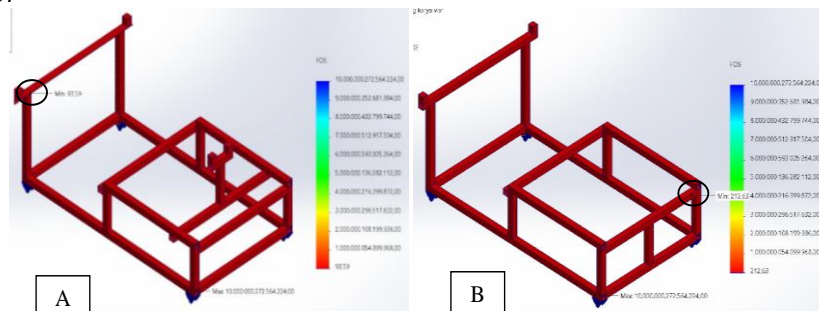 FOS
10.000.000.272.564.224,00
9.000.000.352.681.984,00
8.000.000.432.799.744,00
7.000.000.512.917.504,00
6.000.000.593.035.264,00
5.000.000.136.282.112,00
4.000.000.216.399.872,00
3.000.000.296.517.632,00
2.000.000.108.199.936,00
1.000.000.054.099.968,00
93,59
Min: 93,59
Max: 10.000.000.272.564.224,00
A
FOS
10.000.000.272.564.224,00
9.000.000.352.681.984,00
8.000.000.432.799.744,00
7.000.000.512.917.504,00
6.000.000.593.035.264,00
5.000.000.136.282.112,00
4.000.000.216.399.872,00
3.000.000.296.517.632,00
2.000.000.108.199.936,00
1.000.000.054.099.968,00
212,63
Min: 212,63
Max: 10.000.000.272.564.224,00
B